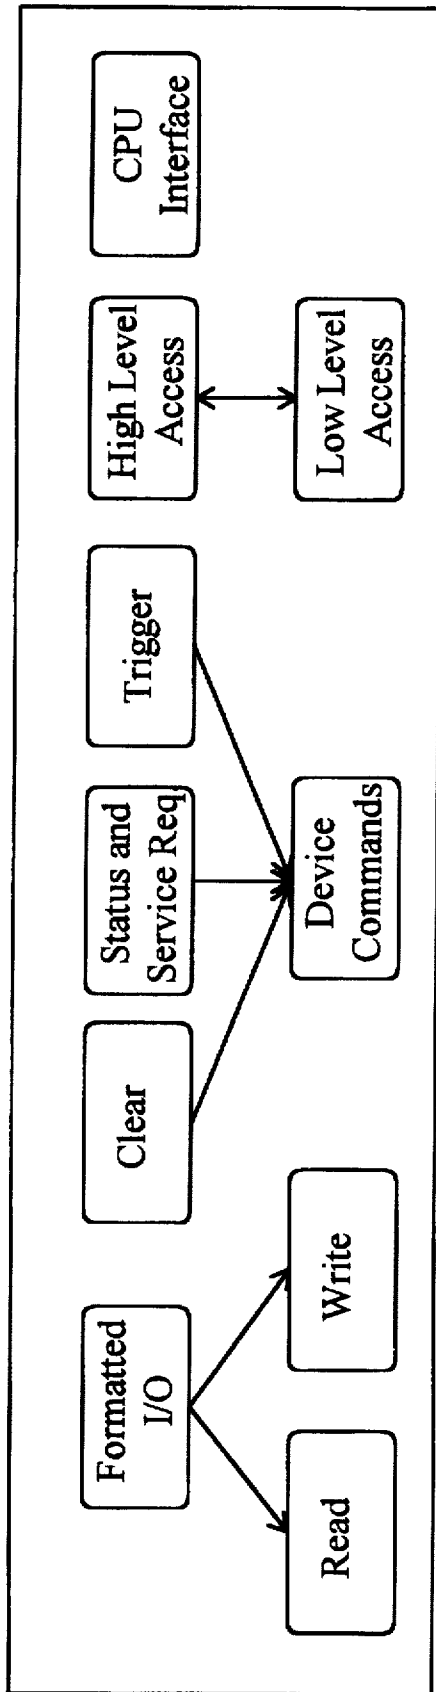 Formatted
I/O
Clear
Status and
Service Req
Trigger
High Level
Access
CPU
Interface
Read
Write
Device
Commands
Low Level
Access